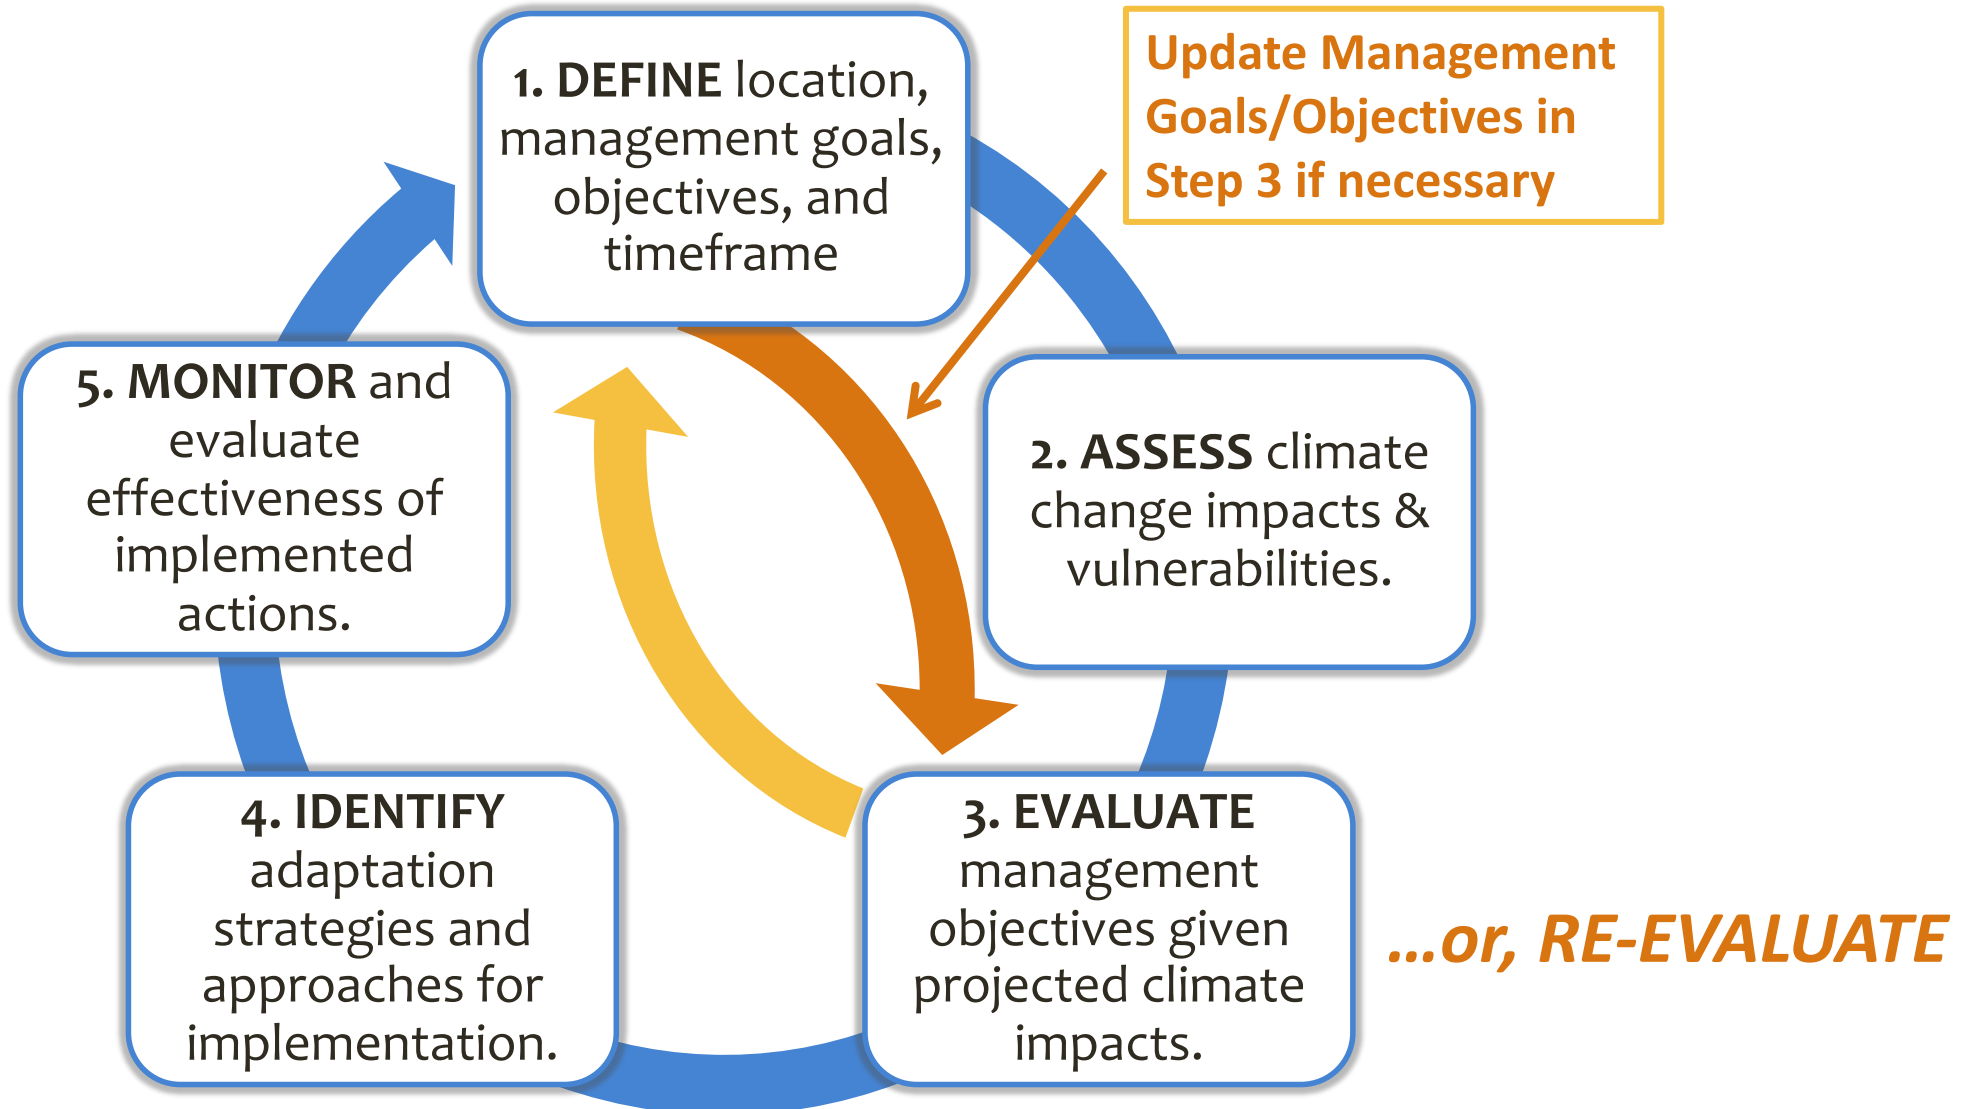 1. DEFINE location,
management goals,
objectives, and
timeframe
Update Management
Goals/Objectives in
Step 3 if necessary
2. ASSESS climate
change impacts &
vulnerabilities.
3. EVALUATE
management
objectives given
projected climate
impacts.
...or, RE-EVALUATE
4. IDENTIFY
adaptation
strategies and
approaches for
implementation.
5. MONITOR and
evaluate
effectiveness of
implemented
actions.